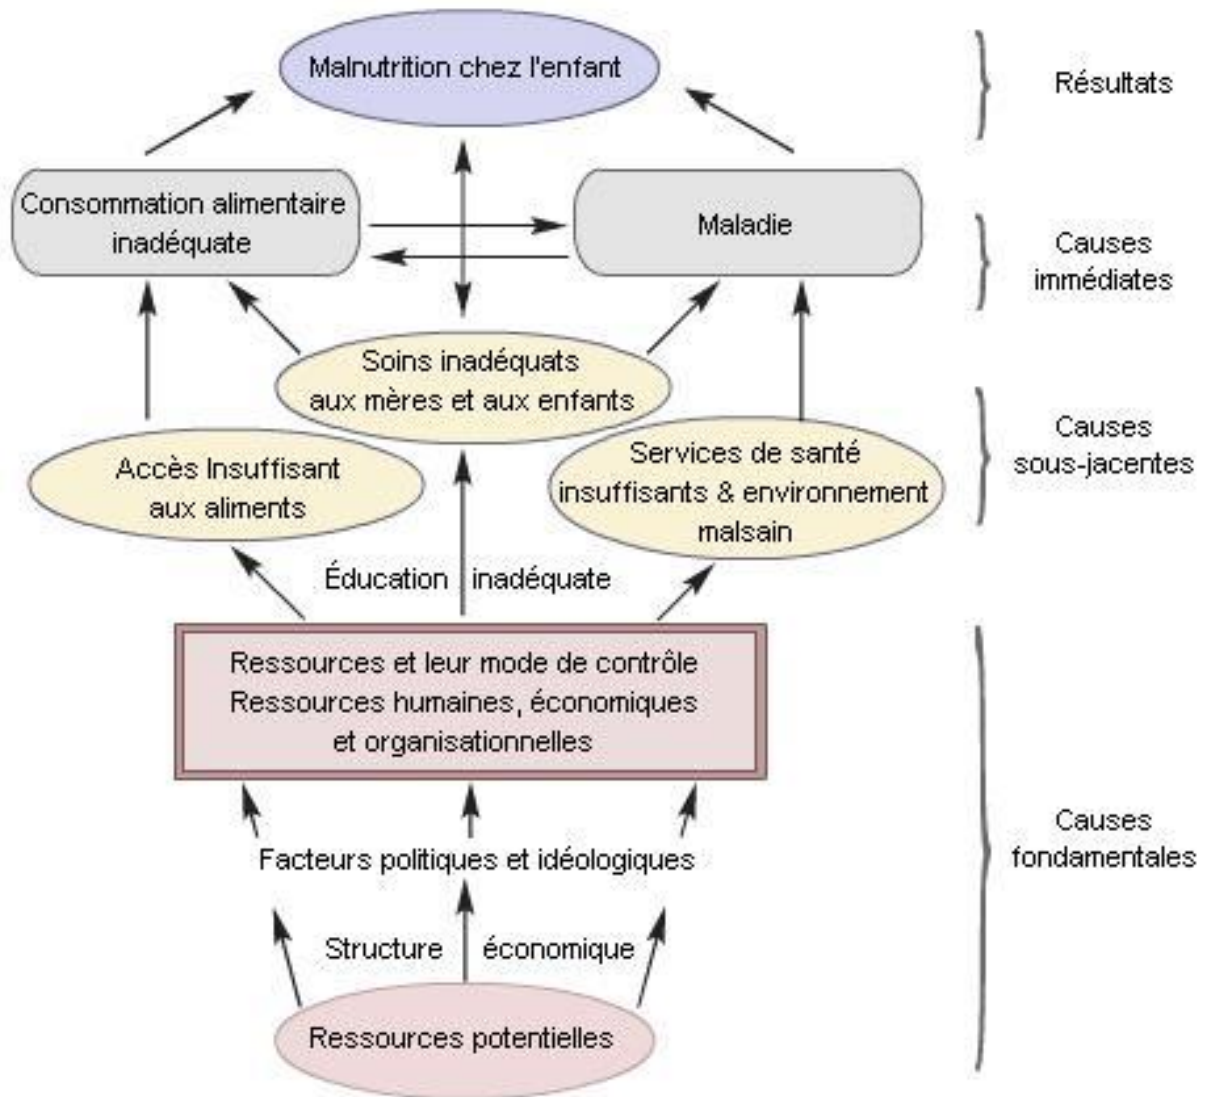 Malnutrition chez l'enfant
Résultats
Consommation alimentaire
inadéquate
Maladie
Causes
immédiates
Soins inadéquats
aux mères et aux enfants
Accès Insuffisant
aux aliments
Services de santé
insuffisants & environnement
malsain
Causes
sous-jacentes
Éducation inadéquate
Ressources et leur mode de contrôle
Ressources humaines, économiques
et organisationnelles
Facteurs politiques et idéologiques
Structure économique
Ressources potentielles
Causes
fondamentales